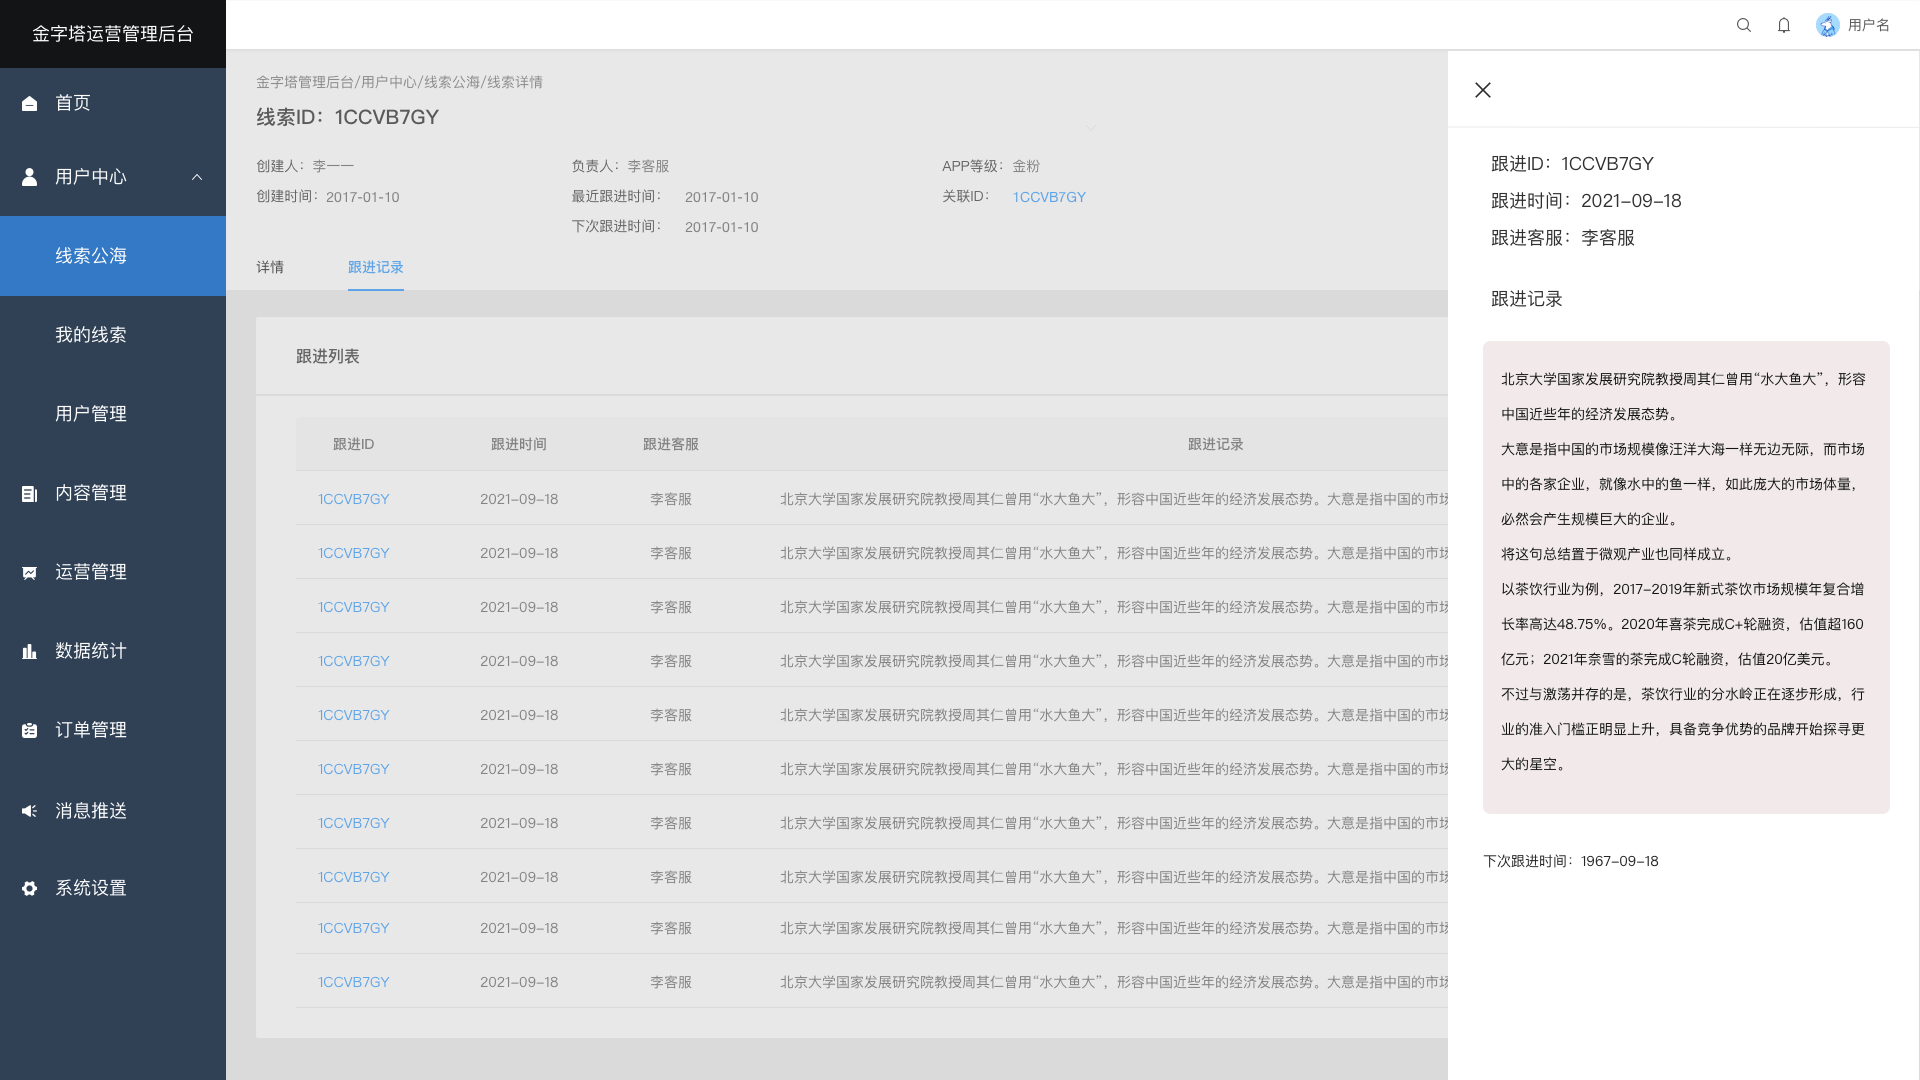 金字塔运营管理后台
用户名
首页
用户中心
线索公海
我的线索
用户管理
内容管理
运营管理
数据统计
订单管理
消息推送
系统设置
金字塔管理后台/用户中心/线索公海/线索详情
线索ID：1CCVB7GY
创建人：李一一
负责人：李客服
APP等级：金粉
创建时间：2017-01-10
最近跟进时间： 2017-01-10
关联ID： 1CCVB7GY
下次跟进时间： 2017-01-10
详情 跟进记录
跟进列表
跟进ID 跟进时间 跟进客服 跟进记录
1CCVB7GY 2021-09-18 李客服 北京大学国家发展研究院教授周其仁曾用“水大鱼大”，形容中国近些年的经济发展态势。大意是指中国的市场
1CCVB7GY 2021-09-18 李客服 北京大学国家发展研究院教授周其仁曾用“水大鱼大”，形容中国近些年的经济发展态势。大意是指中国的市场
1CCVB7GY 2021-09-18 李客服 北京大学国家发展研究院教授周其仁曾用“水大鱼大”，形容中国近些年的经济发展态势。大意是指中国的市场
1CCVB7GY 2021-09-18 李客服 北京大学国家发展研究院教授周其仁曾用“水大鱼大”，形容中国近些年的经济发展态势。大意是指中国的市场
1CCVB7GY 2021-09-18 李客服 北京大学国家发展研究院教授周其仁曾用“水大鱼大”，形容中国近些年的经济发展态势。大意是指中国的市场
1CCVB7GY 2021-09-18 李客服 北京大学国家发展研究院教授周其仁曾用“水大鱼大”，形容中国近些年的经济发展态势。大意是指中国的市场
1CCVB7GY 2021-09-18 李客服 北京大学国家发展研究院教授周其仁曾用“水大鱼大”，形容中国近些年的经济发展态势。大意是指中国的市场
1CCVB7GY 2021-09-18 李客服 北京大学国家发展研究院教授周其仁曾用“水大鱼大”，形容中国近些年的经济发展态势。大意是指中国的市场
1CCVB7GY 2021-09-18 李客服 北京大学国家发展研究院教授周其仁曾用“水大鱼大”，形容中国近些年的经济发展态势。大意是指中国的市场
1CCVB7GY 2021-09-18 李客服 北京大学国家发展研究院教授周其仁曾用“水大鱼大”，形容中国近些年的经济发展态势。大意是指中国的市场
跟进ID：1CCVB7GY
跟进时间：2021-09-18
跟进客服：李客服
跟进记录
北京大学国家发展研究院教授周其仁曾用“水大鱼大”，形容
中国近些年的经济发展态势。
大意是指中国的市场规模像汪洋大海一样无边无际，而市场
中的各家企业，就像水中的鱼一样，如此庞大的市场体量，
必然会产生规模巨大的企业。
将这句总结置于微观产业也同样成立。
以茶饮行业为例，2017-2019年新式茶饮市场规模年复合增
长率高达48.75%。2020年喜茶完成C+轮融资，估值超160
亿元；2021年奈雪的茶完成C轮融资，估值20亿美元。
不过与激荡并存的是，茶饮行业的分水岭正在逐步形成，行
业的准入门槛正明显上升，具备竞争优势的品牌开始探寻更
大的星空。
下次跟进时间：1967-09-18